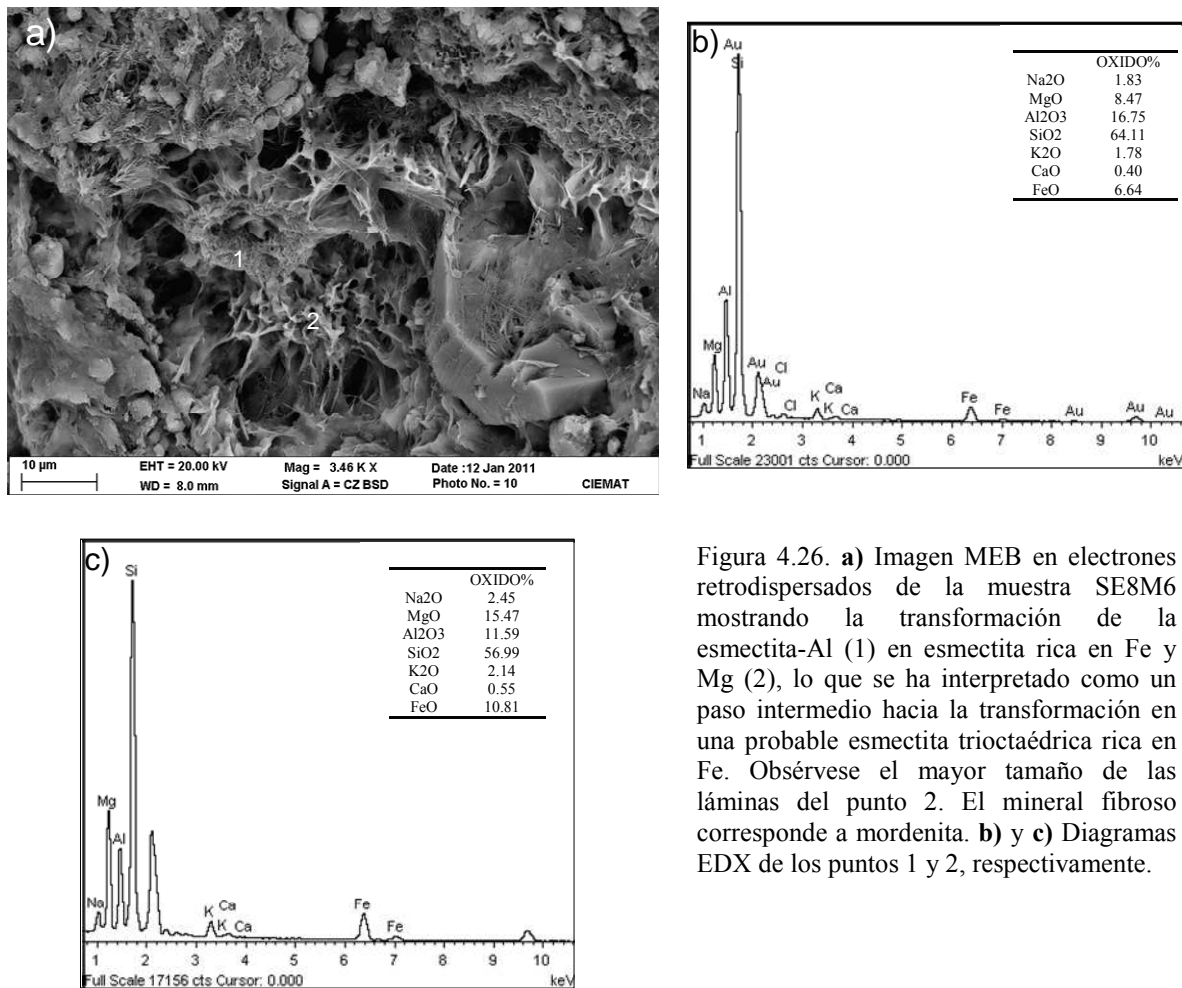 a)
1
2
10 µm
EHT = 20.00 kV
Mag = 3.46 K X
Date :12 Jan 2011
WD = 8.0 mm
Signal A = CZ BSD
Photo No. = 10
CIEMAT
b)
Au
Si
Al
Mg
Na
Au
Cl
Au
Cl
Ca
K
K
Ca
Fe
Fe
Au
Au
Au
1 2 3 4 5 6 7 8 9 10
Full Scale 23001 cts Cursor: 0.000
keV
OXIDO%
Na2O 1.83
MgO 8.47
Al2O3 16.75
SiO2 64.11
K2O 1.78
CaO 0.40
FeO 6.64
c)
Si
Mg
Al
Na
Ca
K
K
Ca
Fe
Fe
1 2 3 4 5 6 7 8 9 10
Full Scale 17156 cts Cursor: 0.000
keV
OXIDO%
Na2O 2.45
MgO 15.47
Al2O3 11.59
SiO2 56.99
K2O 2.14
CaO 0.55
FeO 10.81
Figura 4.26. a) Imagen MEB en electrones
retrodispersados de la muestra SE8M6
mostrando la transformación de la
esmectita-Al (1) en esmectita rica en Fe y
Mg (2), lo que se ha interpretado como un
paso intermedio hacia la transformación en
una probable esmectita trioctaédrica rica en
Fe. Obsérvese el mayor tamaño de las
láminas del punto 2. El mineral fibroso
corresponde a mordenita. b) y c) Diagramas
EDX de los puntos 1 y 2, respectivamente.